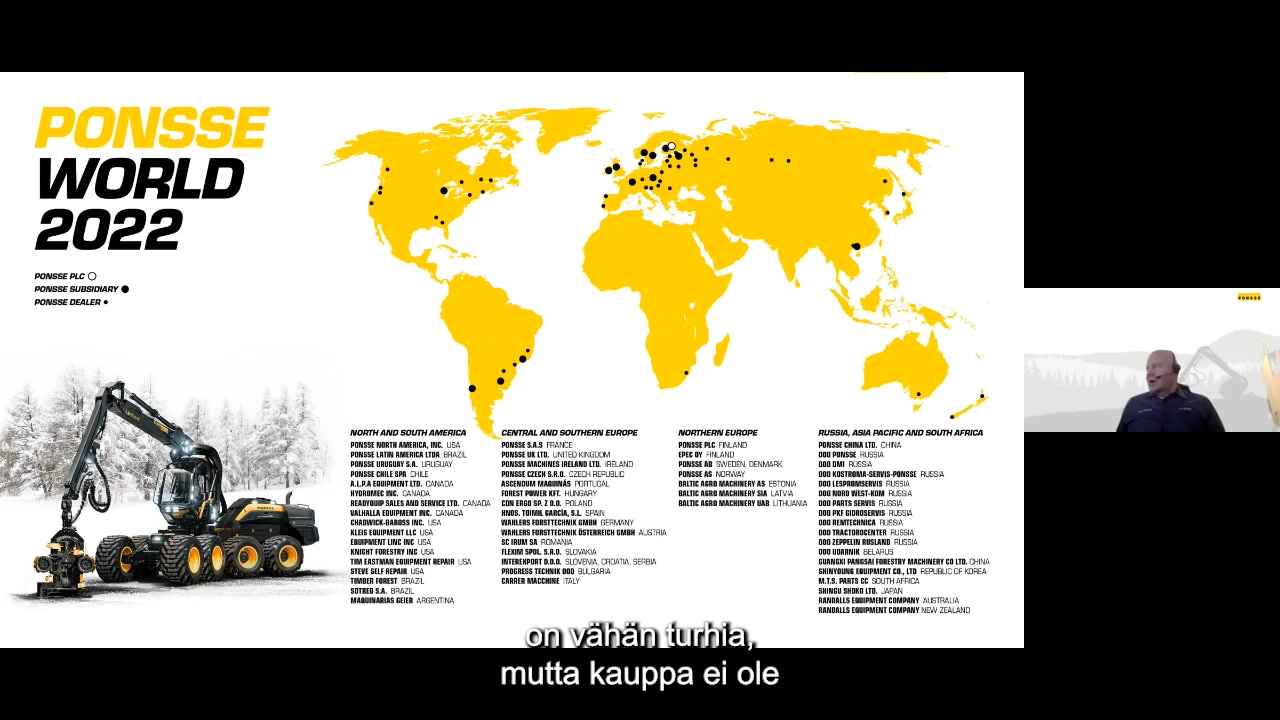 PONSSE
WORLD
2022
PONSSE PLC
PONSSE SUBSIDIARY
PONSSE DEALER
NORTH AND SOUTH AMERICA
PONSSE NORTH AMERICA, INC. USA
PONSSE LATIN AMERICA LTDA BRAZIL
PONSSE URUGUAY S.A. URUGUAY
PONSSE CHILE SPA CHILE
A.L.P.A EQUIPMENT LTD. CANADA
HYDROMEC INC. CANADA
READYQUIP SALES AND SERVICE LTD. CANADA
VALHALLA EQUIPMENT INC. CANADA
CHADWICK-BAROSS INC. USA
KLEIS EQUIPMENT LLC USA
EQUIPMENT LINC INC USA
KNIGHT FORESTRY INC USA
TIM EASTMAN EQUIPMENT REPAIR USA
STEVE SELF REPAIR USA
TIMBER FOREST BRAZIL
SOTREQ S.A. BRAZIL
MAQUINARIAS GEIER ARGENTINA
CENTRAL AND SOUTHERN EUROPE
PONSSE S.A.S FRANCE
PONSSE UK LTD. UNITED KINGDOM
PONSSE MACHINES IRELAND LTD. IRELAND
PONSSE CZECH S.R.O. CZECH REPUBLIC
ASCENDUM MAQUINÁS PORTUGAL
FOREST POWER KFT. HUNGARY
CON ERGO SP. Z O.O. POLAND
HNOS. TOIMIL GARCÍA, S.L. SPAIN
WAHLERS FORSTTECHNIK GMBH GERMANY
WAHLERS FORSTTECHNIK ÖSTERREICH GMBH AUSTRIA
SC IRUM SA ROMANIA
FLEXIM SPOL. S.R.O. SLOVAKIA
INTEREXPORT D.O.O. SLOVENIA, CROATIA, SERBIA
PROGRESS TECHNIK OOD BULGARIA
CARRER MACCHINE ITALY
NORTHERN EUROPE
PONSSE PLC FINLAND
EPEC OY FINLAND
PONSSE AB SWEDEN, DENMARK
PONSSE AS NORWAY
BALTIC AGRO MACHINERY AS ESTONIA
BALTIC AGRO MACHINERY SIA LATVIA
BALTIC AGRO MACHINERY UAB LITHUANIA
RUSSIA, ASIA PACIFIC AND SOUTH AFRICA
PONSSE CHINA LTD. CHINA
OOO PONSSE RUSSIA
OOO DMI RUSSIA
OOO KOSTROMA-SERVIS-PONSSE RUSSIA
OOO LESPROMSERVIS RUSSIA
OOO NORD WEST-KDM RUSSIA
OOO PARTS SERVIS RUSSIA
OOO PKF GIDROSERVIS RUSSIA
OOO REMTECHNICA RUSSIA
OOO TRACTORODETER RUSSIA
OOO ZEPPELIN RUSLAND RUSSIA
OOO UDARNIK BELARUS
GUANGXI PANGSAI FORESTRY MACHINERY CO LTD. CHINA
SHINYOUNG EQUIPMENT CO., LTD REPUBLIC OF KOREA
M.T.S. PARTS CC SOUTH AFRICA
SHINGU SHOKO LTD. JAPAN
RANDALLS EQUIPMENT COMPANY AUSTRALIA
RANDALLS EQUIPMENT COMPANY NEW ZEALAND
PONSSE
on vähän turhia,
mutta kauppa ei ole